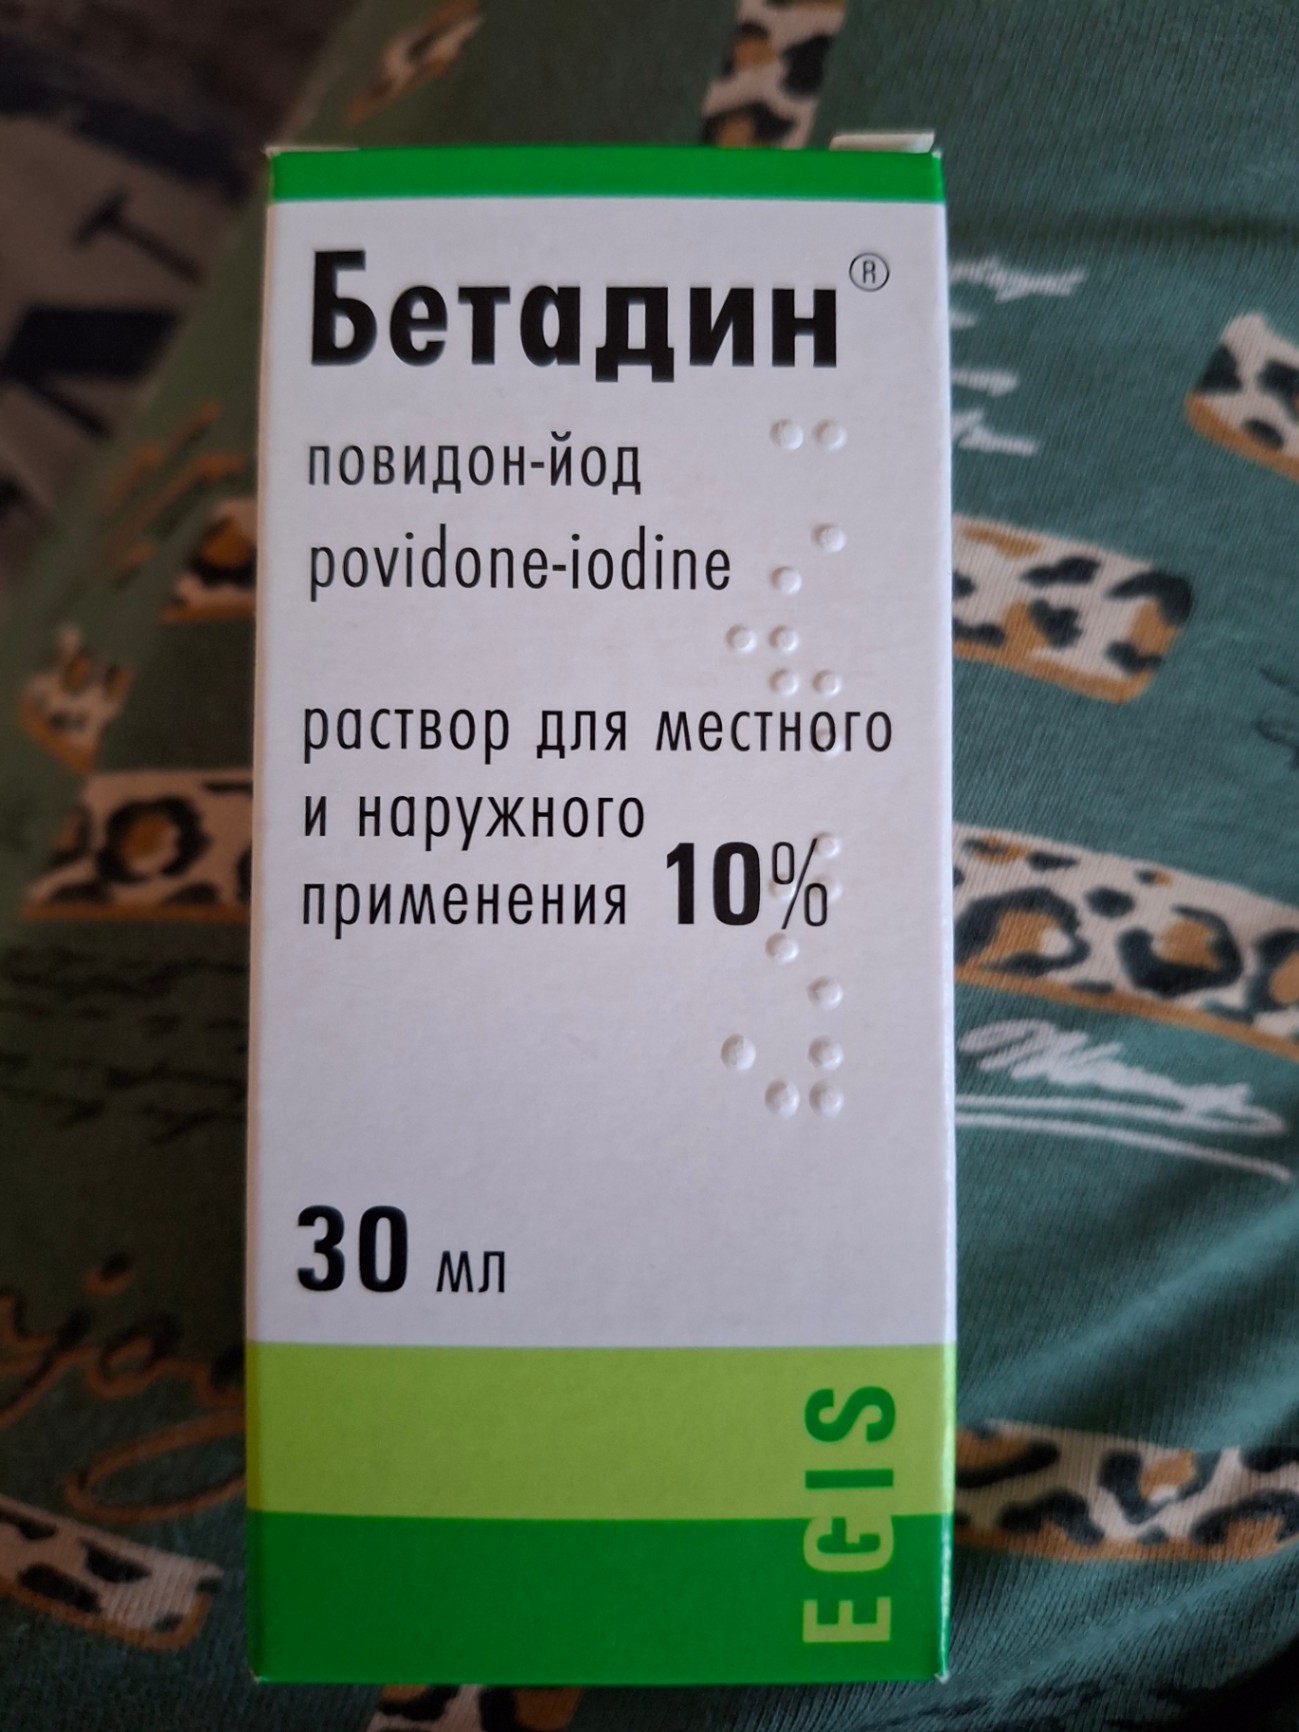 Бетадин®
повидон-йод
povidone-iodine
раствор для местного
и наружного
применения 10%
30 мл
EGIS